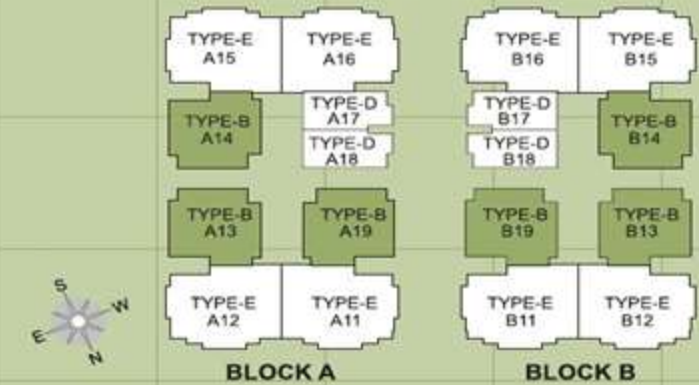 TYPE-E
A15
TYPE-E
A16
TYPE-E
B16
TYPE-E
B15
TYPE-B
A14
TYPE-D
A17
TYPE-D
A18
TYPE-D
B17
TYPE-D
B18
TYPE-B
B14
TYPE-B
A13
TYPE-B
A19
TYPE-B
B19
TYPE-B
B13
TYPE-E
A12
TYPE-E
A11
TYPE-E
B11
TYPE-E
B12
S
W
E
N
BLOCK A
BLOCK B